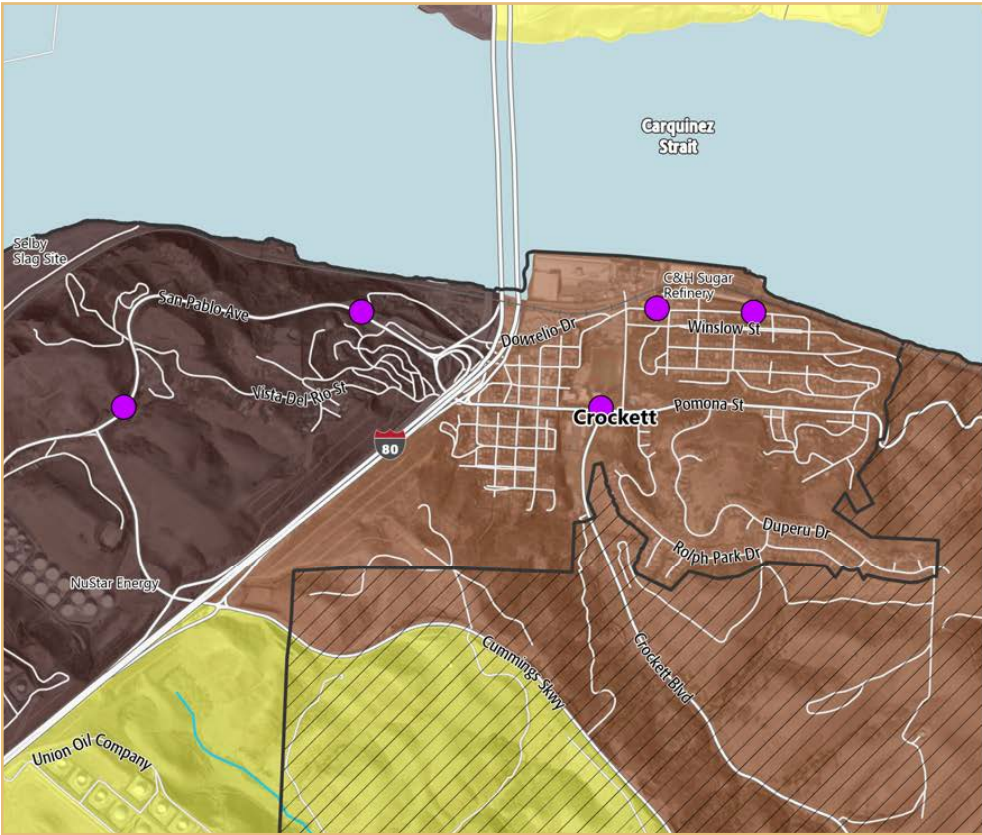 Carquinez
Strait
Selby
Slag Site
C&H Sugar
Refinery
San Pablo Ave
Winslow St
Dowrelio Dr
Vista Del Rio St
Pomona St
Crockett
80
Duperu Dr
Rolph Park Dr
NuStar Energy
Cummings Skwy
Crockett Blvd
Union Oil Company